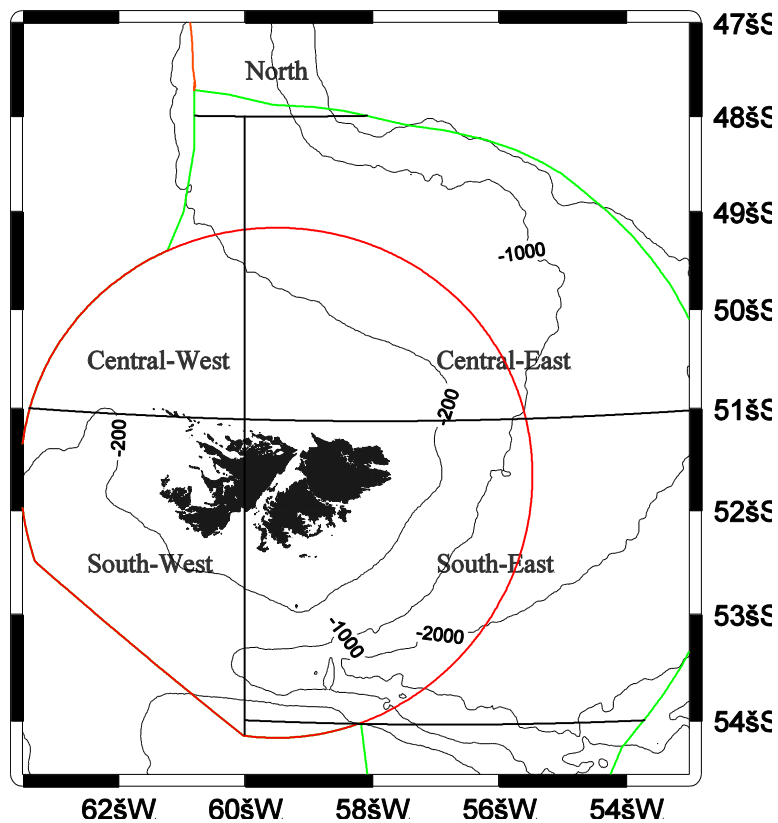 47šS
North
48šS
49šS
-1000
50šS
Central-West
Central-East
51šS
-200
-200
52šS
South-West
South-East
53šS
-1000
-2000
54šS
62šW
60šW
58šW
56šW
54šW